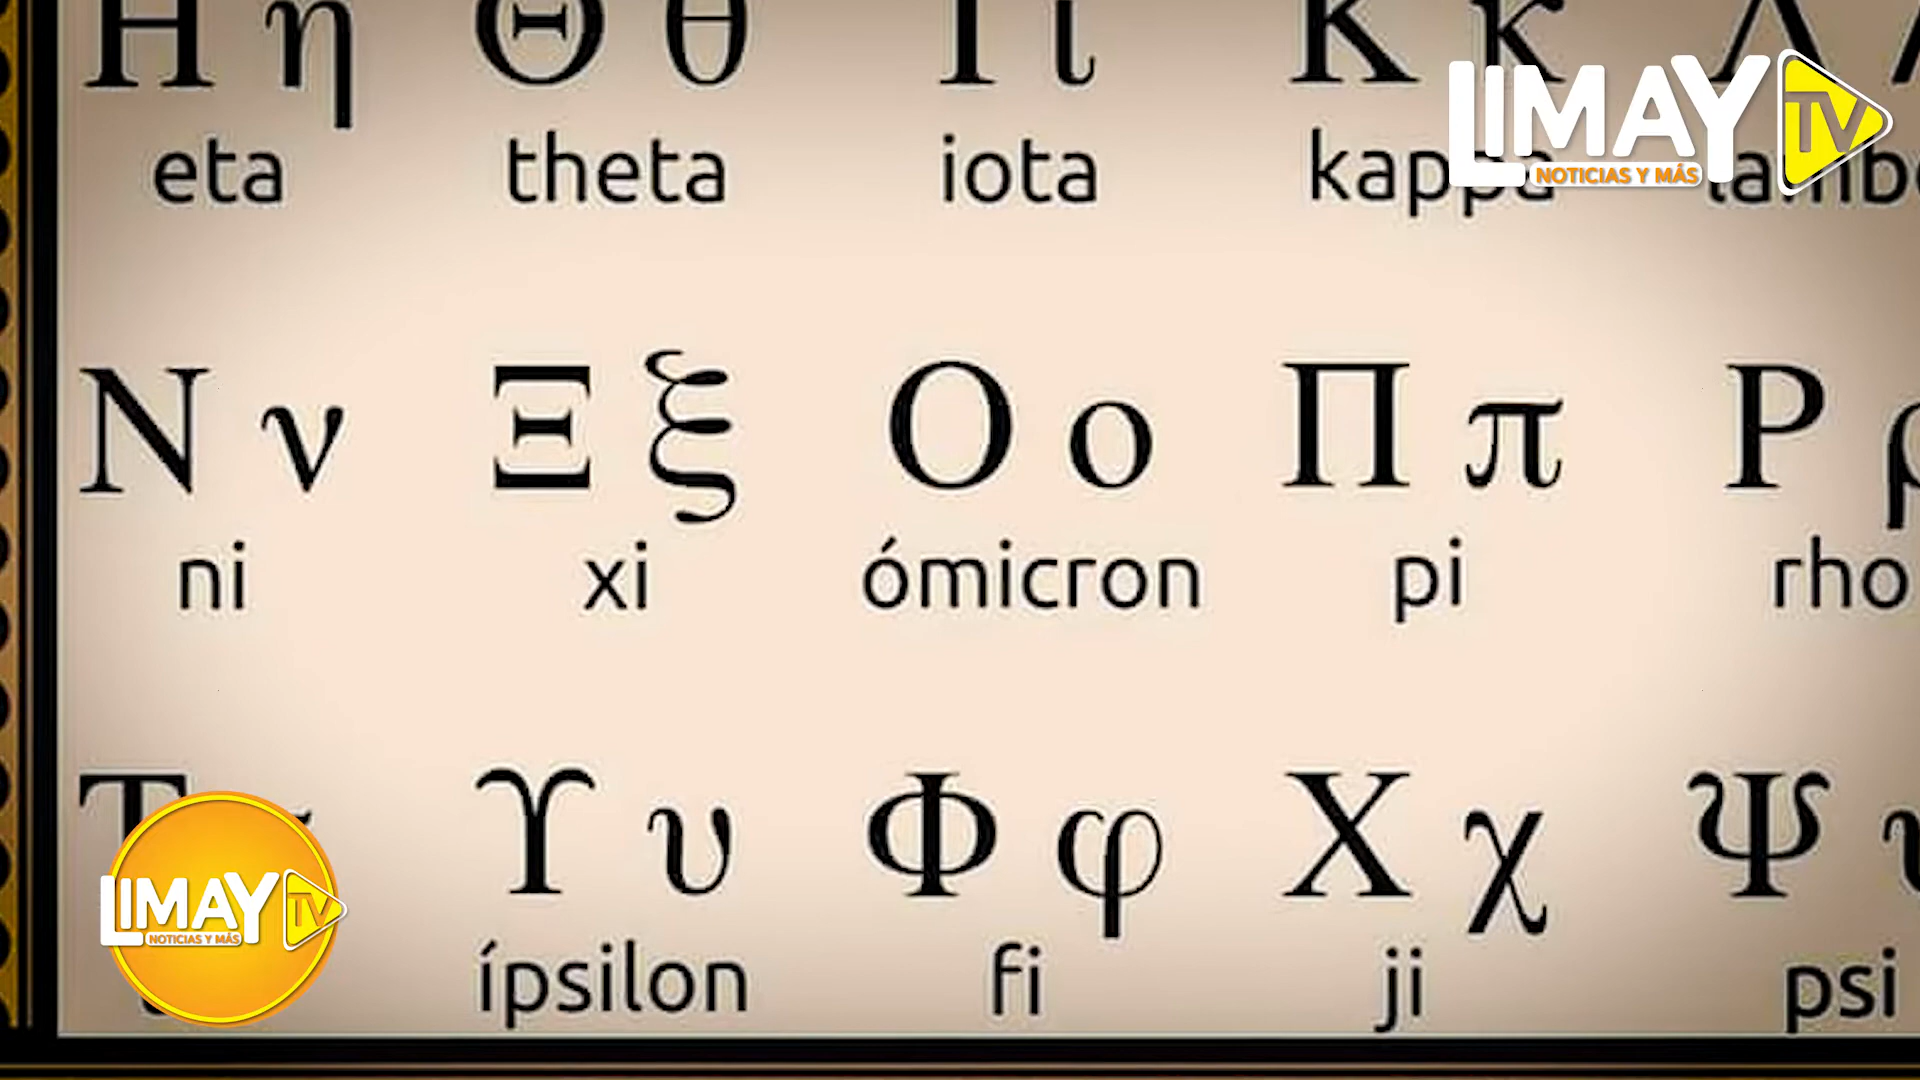 Η η Θ θ Ι ι Κ κ Λ
LIMAY TV
NOTICIAS Y MÁS
eta theta iota kappa
Ν ν Ξ ξ Ο ο Π π Ρ ρ
ni xi ómicron pi rho
Τ ϒ υ Φ φ Χ χ Ψ
LIMAY TV
NOTICIAS Y MÁS
ípsilon fi ji psi